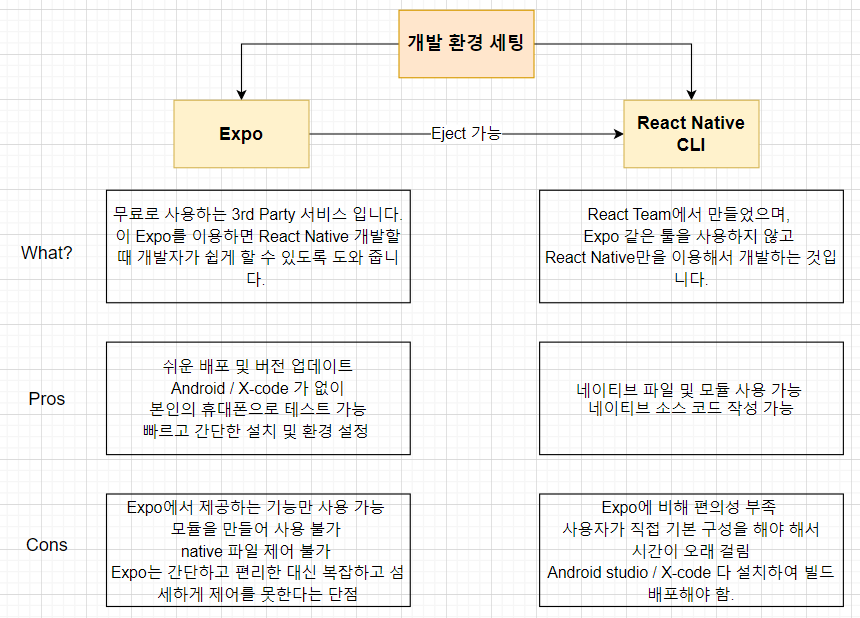 개발 환경 세팅
Expo
Eject 가능
React Native
CLI
What?
무료로 사용하는 3rd Party 서비스 입니다.
이 Expo를 이용하면 React Native 개발할
때 개발자가 쉽게 할 수 있도록 도와 줍니
다.
React Team에서 만들었으며,
Expo 같은 툴을 사용하지 않고
React Native만을 이용해서 개발하는 것입
니다.
Pros
쉬운 배포 및 버전 업데이트
Android / X-code 가 없이
본인의 휴대폰으로 테스트 가능
빠르고 간단한 설치 및 환경 설정
네이티브 파일 및 모듈 사용 가능
네이티브 소스 코드 작성 가능
Cons
Expo에서 제공하는 기능만 사용 가능
모듈을 만들어 사용 불가
native 파일 제어 불가
Expo는 간단하고 편리한 대신 복잡하고 섬
세하게 제어를 못한다는 단점
Expo에 비해 편의성 부족
사용자가 직접 기본 구성을 해야 해서
시간이 오래 걸림
Android studio / X-code 다 설치하여 빌드
배포해야 함.